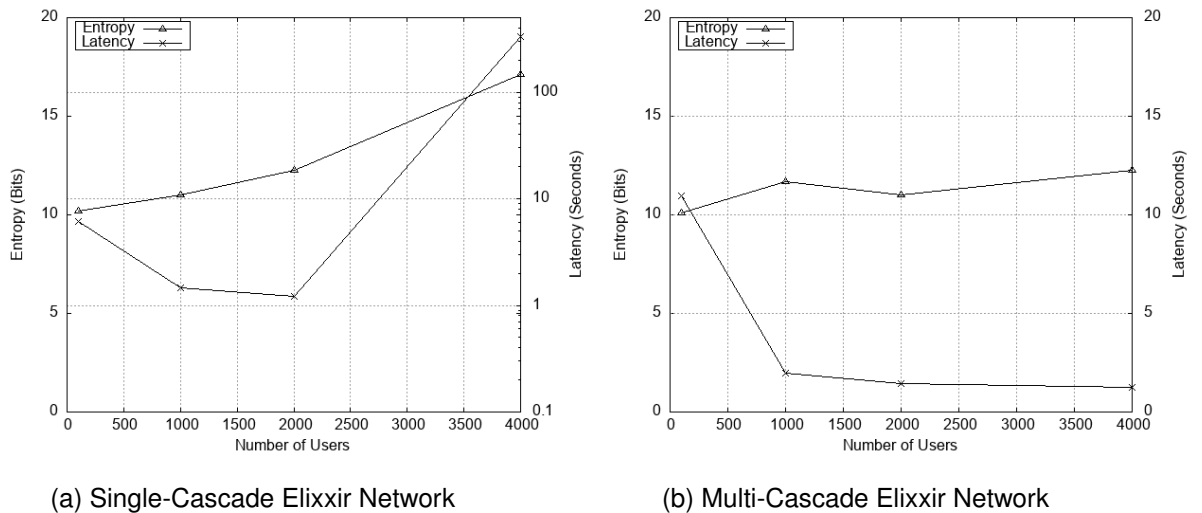 20
15
10
5
0
Entropy (Bits)
Entropy
Latency
100
10
1
0.1
Latency (Seconds)
0 500 1000 1500 2000 2500 3000 3500 4000
Number of Users
(a) Single-Cascade Elixxir Network
20
15
10
5
0
Entropy (Bits)
Entropy
Latency
20
15
10
5
0
Latency (Seconds)
0 500 1000 1500 2000 2500 3000 3500 4000
Number of Users
(b) Multi-Cascade Elixxir Network